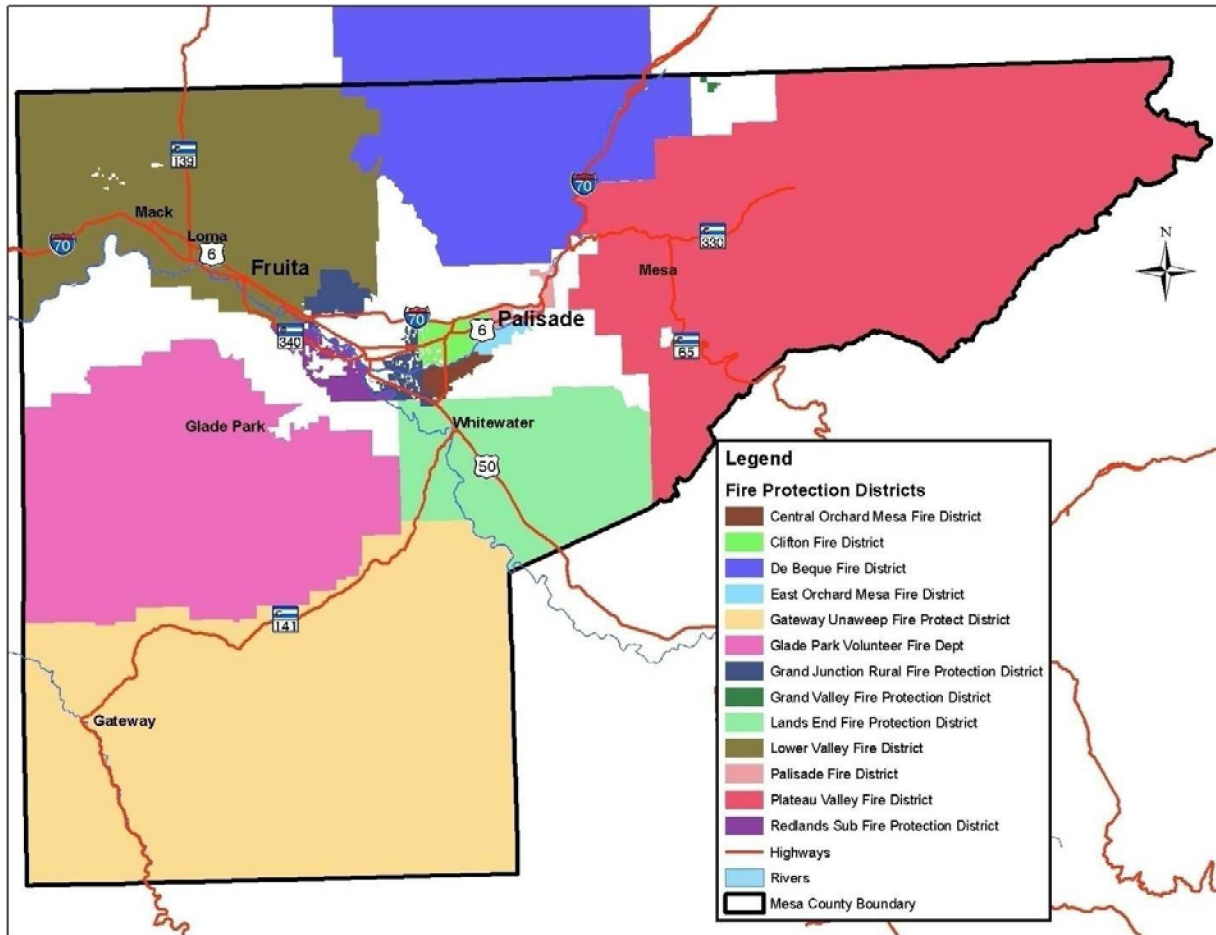 139
Mack
70
Loma
6
Fruita
340
70
6
Palisade
70
330
Mesa
65
N
Glade Park
Whitewater
50
141
Gateway
Legend
Fire Protection Districts
Central Orchard Mesa Fire District
Clifton Fire District
De Beque Fire District
East Orchard Mesa Fire District
Gateway Unaweep Fire Protect District
Glade Park Volunteer Fire Dept
Grand Junction Rural Fire Protection District
Grand Valley Fire Protection District
Lands End Fire Protection District
Lower Valley Fire District
Palisade Fire District
Plateau Valley Fire District
Redlands Sub Fire Protection District
Highways
Rivers
Mesa County Boundary